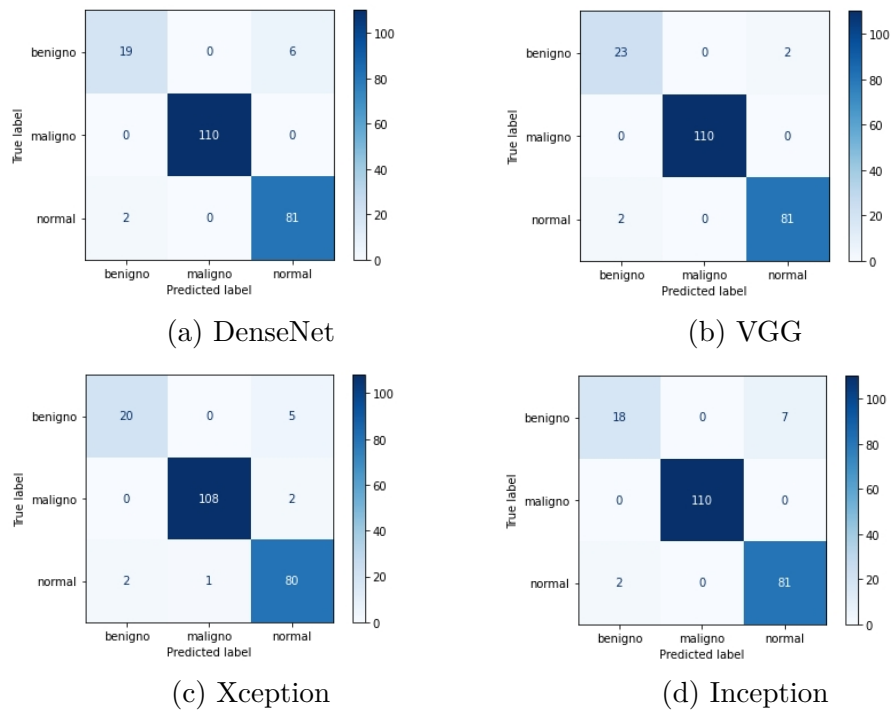 benigno 19 0 6
maligno 0 110 0
normal 2 0 81
benigno maligno normal
Predicted label
True label
100
80
60
40
20
0
(a) DenseNet
benigno 23 0 2
maligno 0 110 0
normal 2 0 81
benigno maligno normal
Predicted label
True label
100
80
60
40
20
0
(b) VGG
benigno 20 0 5
maligno 0 108 2
normal 2 1 80
benigno maligno normal
Predicted label
True label
100
80
60
40
20
0
(c) Xception
benigno 18 0 7
maligno 0 110 0
normal 2 0 81
benigno maligno normal
Predicted label
True label
100
80
60
40
20
0
(d) Inception